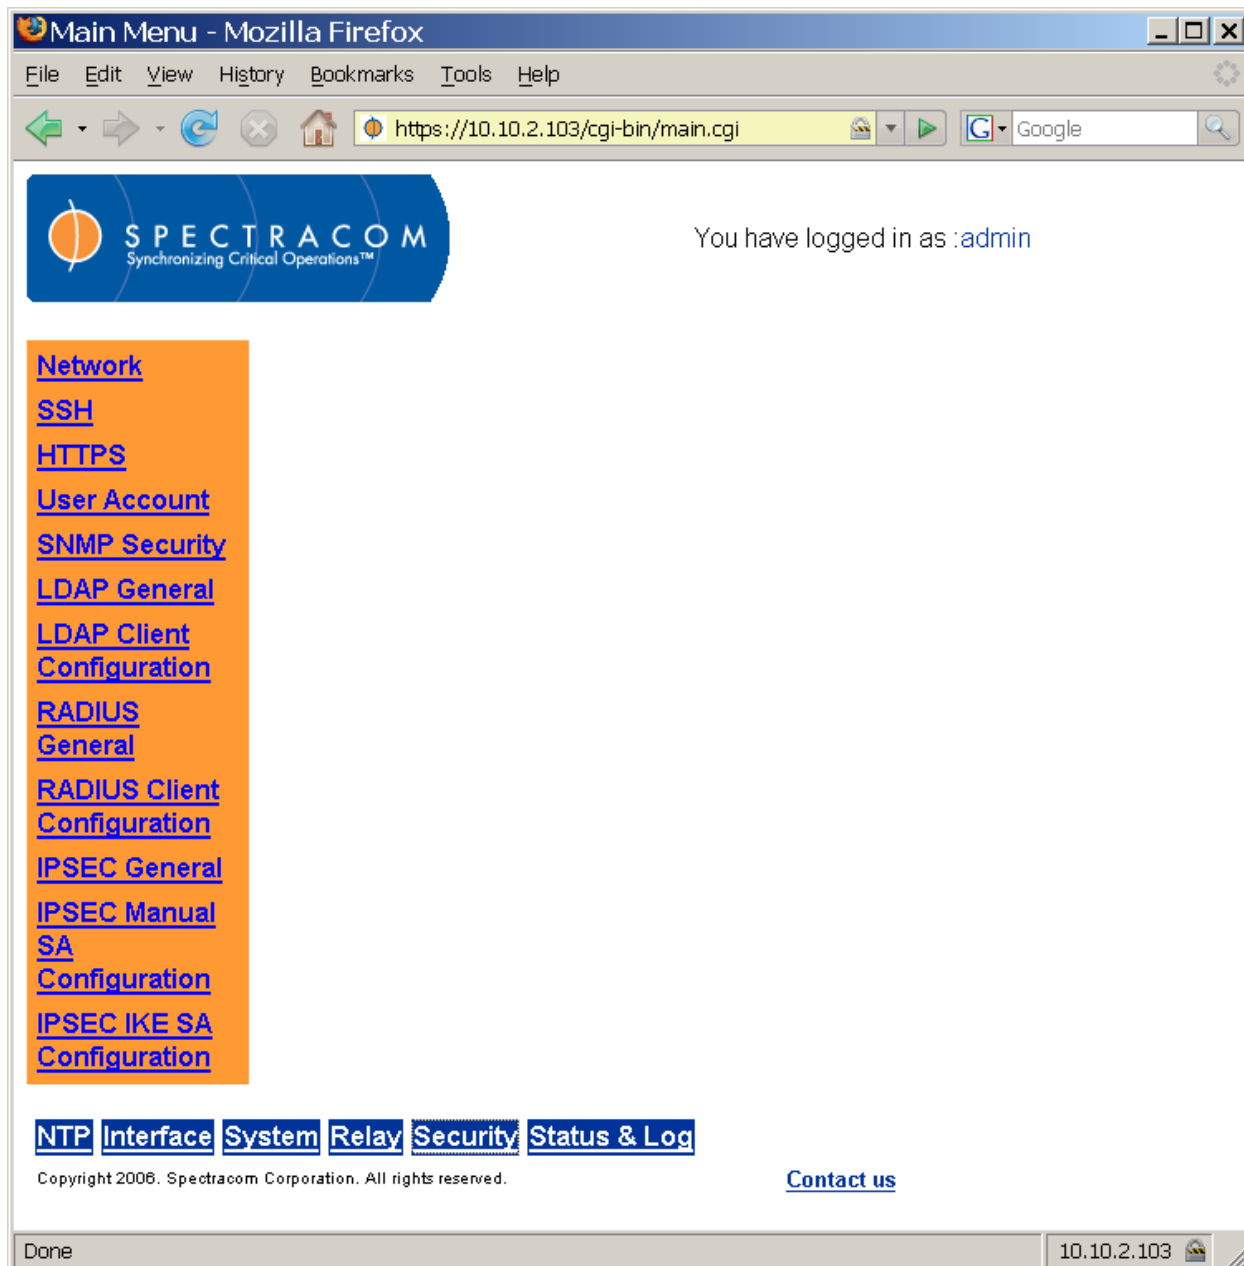 Main Menu - Mozilla Firefox
File Edit View History Bookmarks Tools Help
https://10.10.2.103/cgi-bin/main.cgi
G Google
SPECTRACOM
Synchronizing Critical Operations™
You have logged in as :admin
Network
SSH
HTTPS
User Account
SNMP Security
LDAP General
LDAP Client
Configuration
RADIUS
General
RADIUS Client
Configuration
IPSEC General
IPSEC Manual
SA
Configuration
IPSEC IKE SA
Configuration
NTP Interface System Relay Security Status & Log
Copyright 2006. Spectracom Corporation. All rights reserved.
Contact us
Done
10.10.2.103